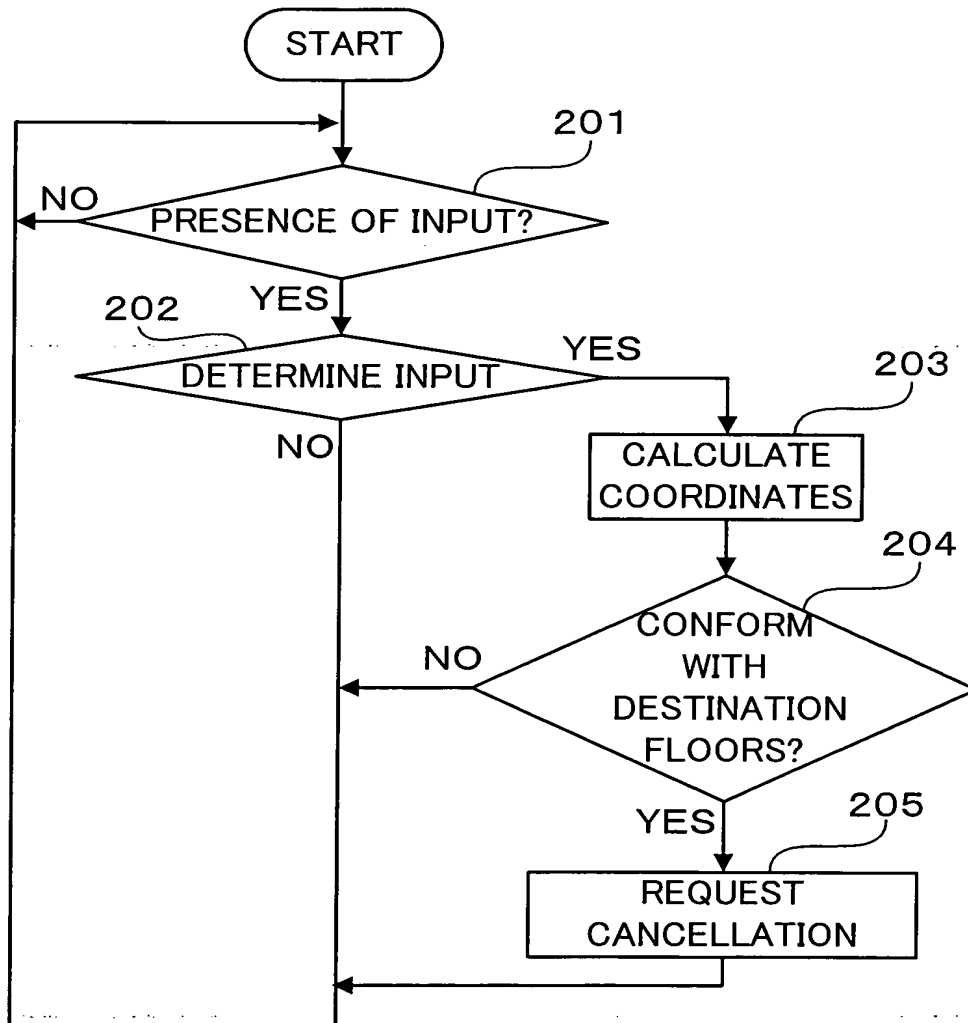 START
201
NO
PRESENCE OF INPUT?
YES
202
DETERMINE INPUT
YES
NO
203
CALCULATE
COORDINATES
204
CONFORM
WITH
DESTINATION
FLOORS?
NO
YES
205
REQUEST
CANCELLATION